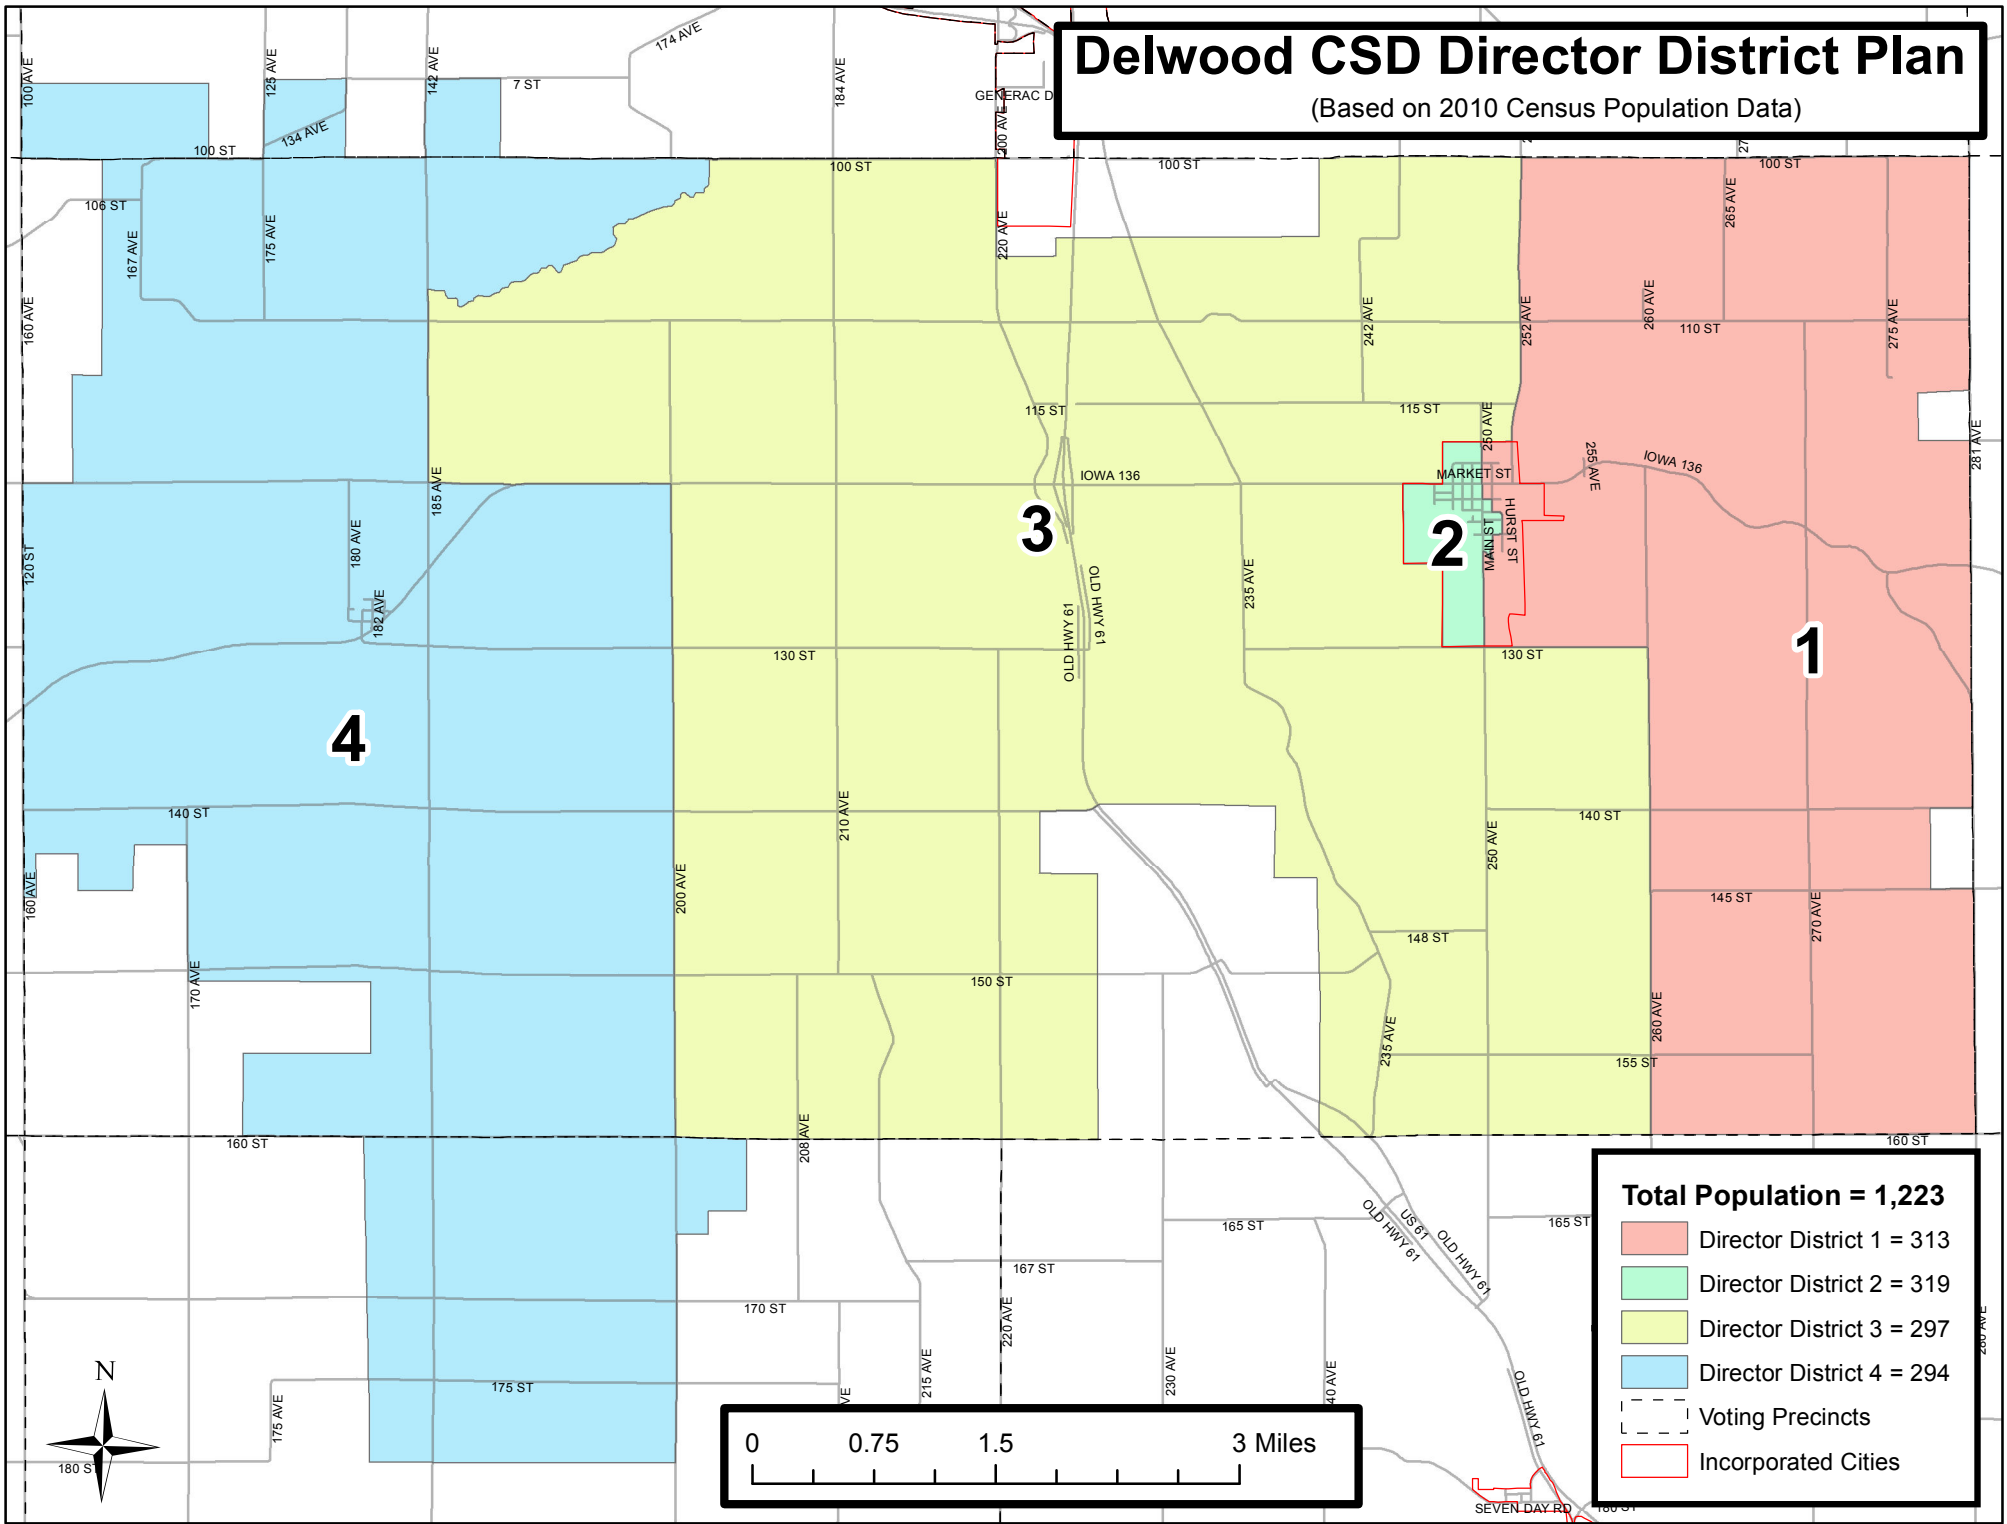 Delwood CSD Director District Plan
(Based on 2010 Census Population Data)
174 AVE
100 AVE
125 AVE
142 AVE
7 ST
184 AVE
GENERAC D
200 AVE
134 AVE
100 ST
100 ST
100 ST
27
100 ST
106 ST
167 AVE
175 AVE
220 AVE
265 AVE
160 AVE
242 AVE
252 AVE
260 AVE
110 ST
275 AVE
115 ST
115 ST
250 AVE
281 AVE
185 AVE
IOWA 136
MARKET ST
255 AVE
IOWA 136
120 ST
180 AVE
182 AVE
3
2
MAIN ST
HURST ST
235 AVE
OLD HWY 61
OLD HWY 61
130 ST
130 ST
1
4
140 ST
210 AVE
140 ST
250 AVE
160 AVE
200 AVE
145 ST
270 AVE
148 ST
170 AVE
150 ST
260 AVE
235 AVE
155 ST
160 ST
208 AVE
160 ST
165 ST
OLD HWY 61
US 61
OLD HWY 61
165 ST
167 ST
170 ST
220 AVE
175 ST
175 AVE
VE
215 AVE
230 AVE
40 AVE
OLD HWY 61
180 ST
SEVEN DAY RD
180 ST
280 AVE
N
0 0.75 1.5 3 Miles
Total Population = 1,223
Director District 1 = 313
Director District 2 = 319
Director District 3 = 297
Director District 4 = 294
Voting Precincts
Incorporated Cities